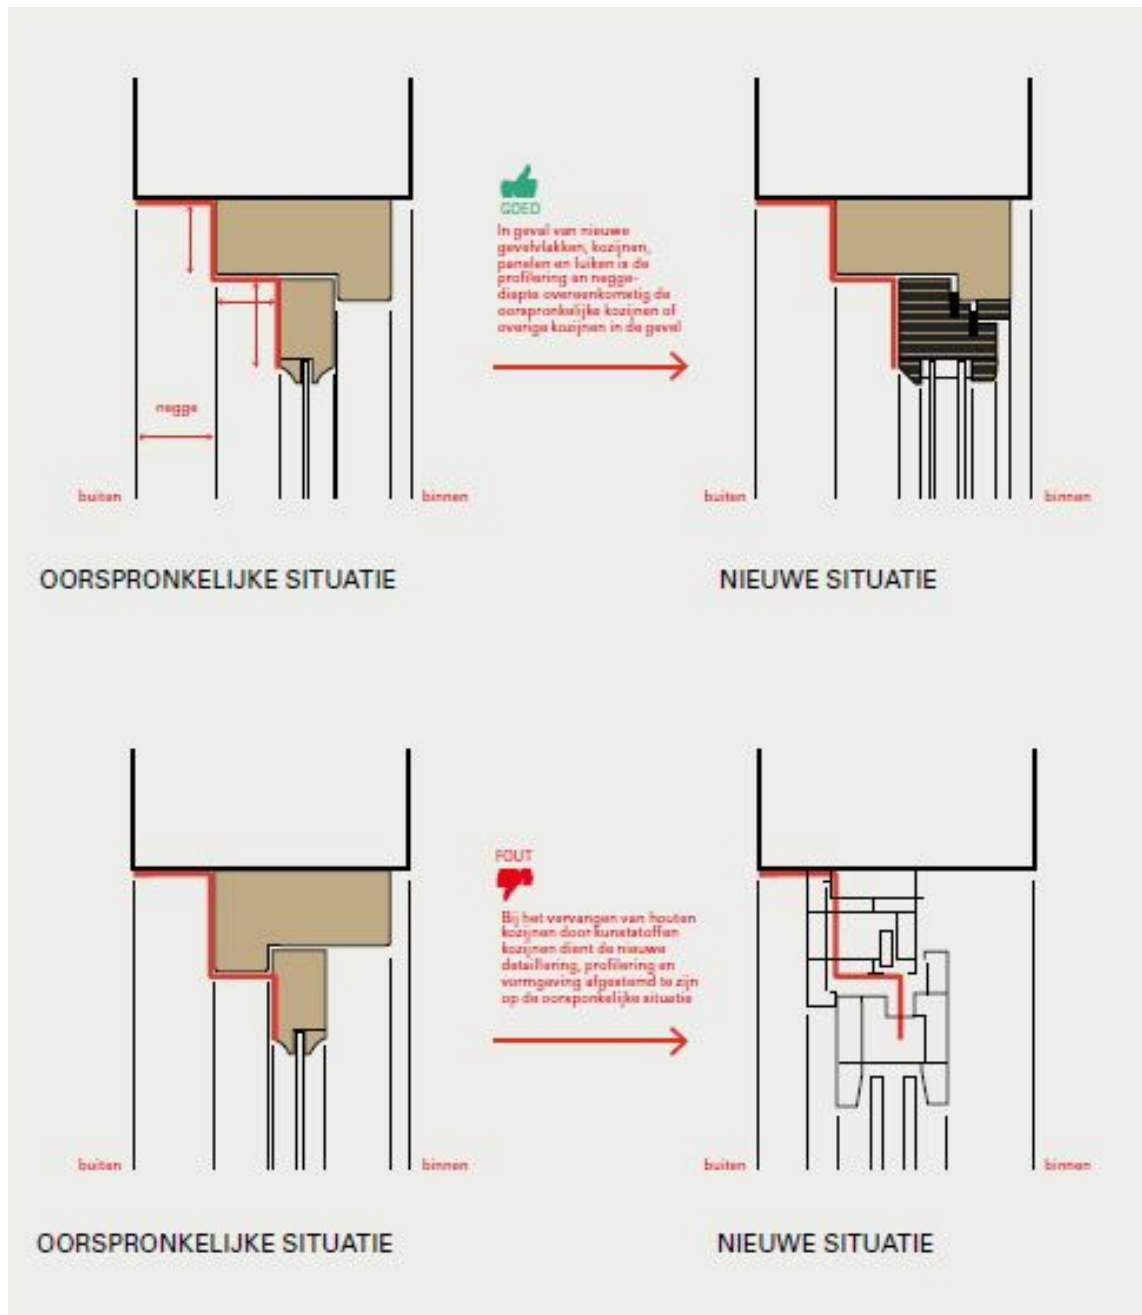 GOED
In geval van nieuwe
gevelvlakken, kozijnen,
panelen en luiken is de
profilering en negge-
diepte overeenkomstig de
oorspronkelijke kozijnen of
overige kozijnen in de gevel
negge
buiten
binnen
buiten
binnen
OORSPRONKELIJKE SITUATIE
NIEUWE SITUATIE
FOUT
Bij het vervangen van houten
kozijnen door kunststoffen
kozijnen dient de nieuwe
detaillering, profilering en
vormgeving afgestemd te zijn
op de oorsponkelijke situatie
buiten
binnen
buiten
binnen
OORSPRONKELIJKE SITUATIE
NIEUWE SITUATIE